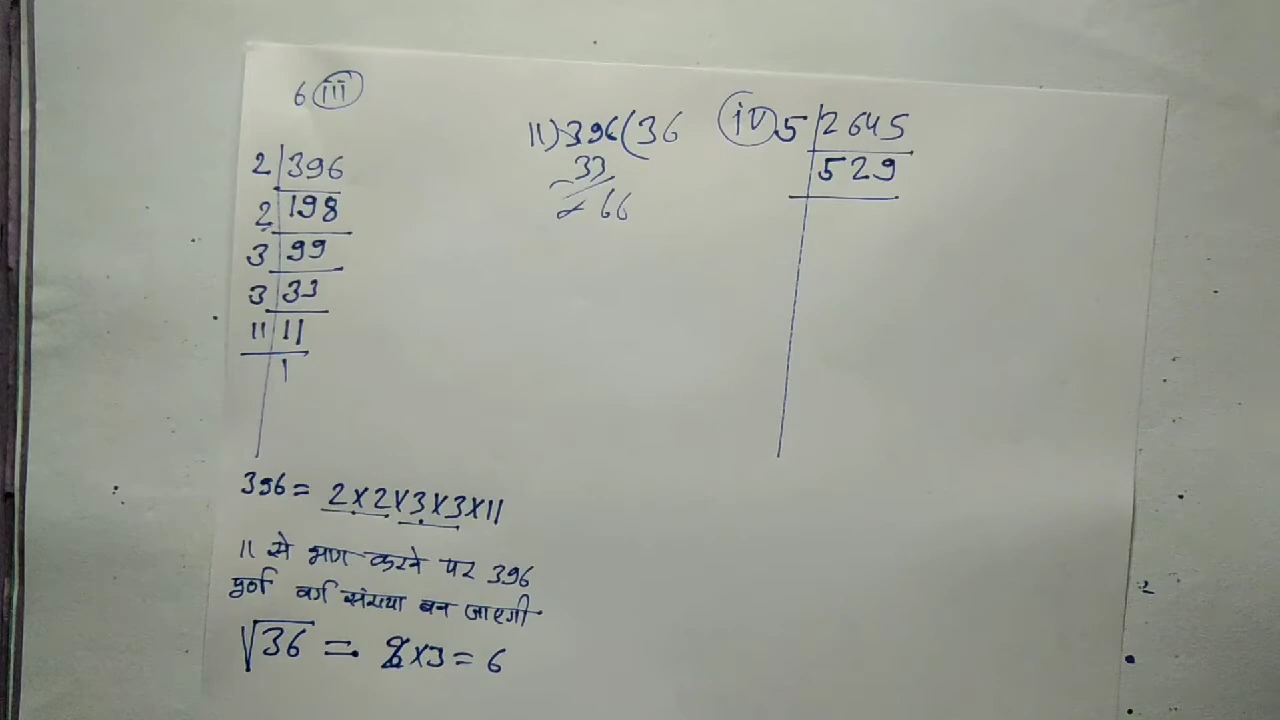 6 (iii)
2 | 396
2 | 198
3 | 99
3 | 33
11 | 11
1
396 = 2×2×3×3×11
11 से भाग करने पर 396
पुर्ण वर्ग संख्या बन जाएगी
√36 = 2×3 = 6
11)396(36
33
× 66
(iv) 5 | 2645
529